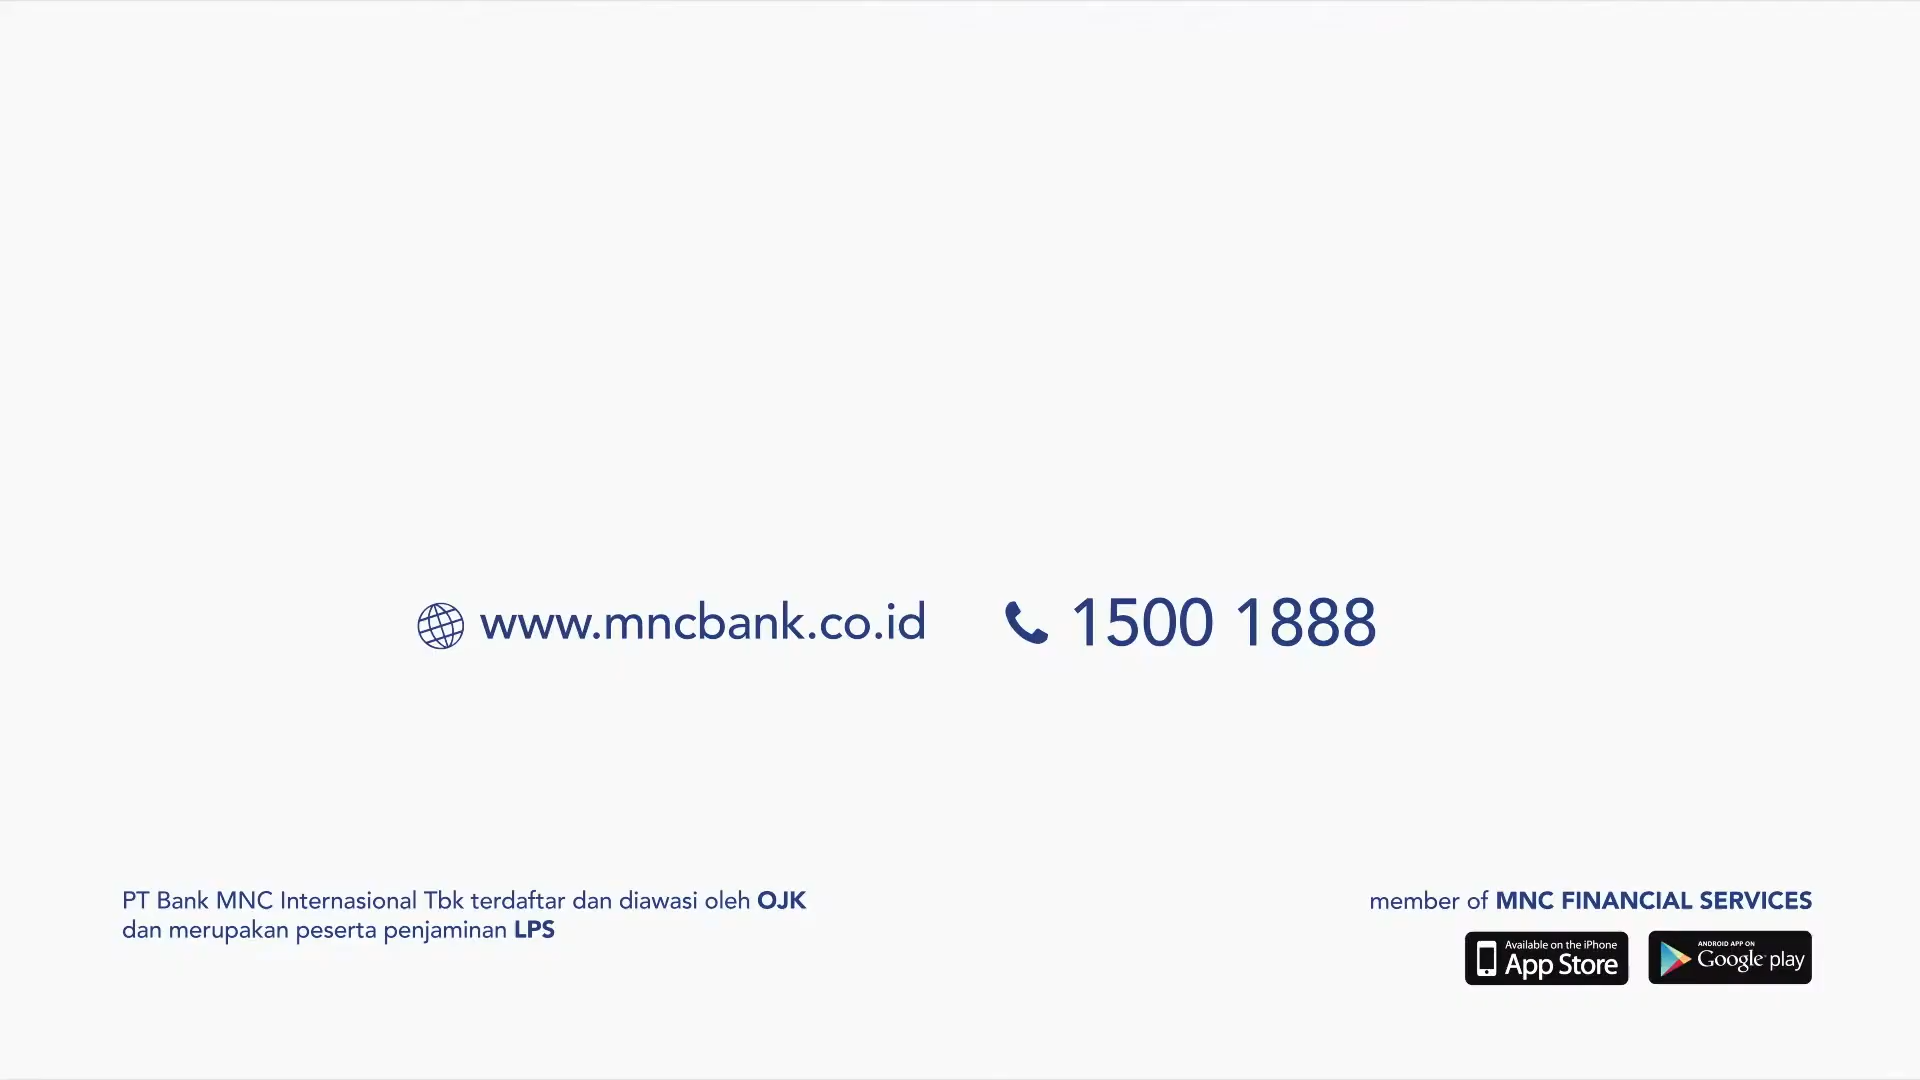 www.mncbank.co.id
1500 1888
PT Bank MNC Internasional Tbk terdaftar dan diawasi oleh OJK
dan merupakan peserta penjaminan LPS
member of MNC FINANCIAL SERVICES
Available on the iPhone
App Store
ANDROID APP ON
Google play